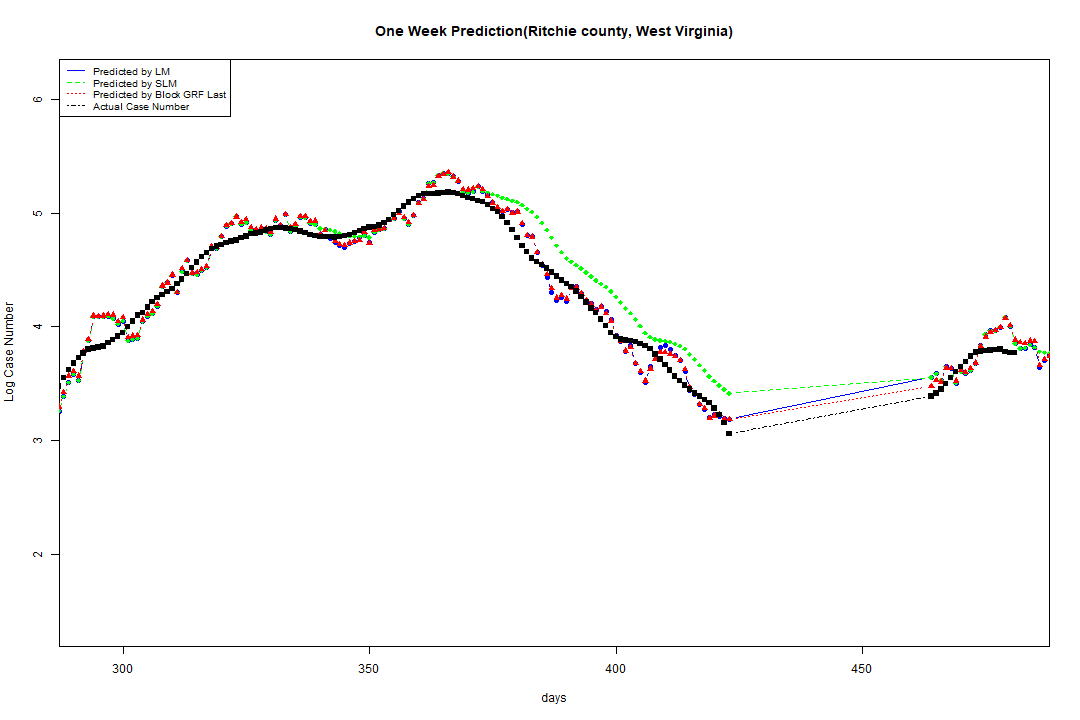 One Week Prediction(Ritchie county, West Virginia)
Predicted by LM
Predicted by SLM
Predicted by Block GRF Last
Actual Case Number
6
5
4
3
2
Log Case Number
300
350
400
450
days